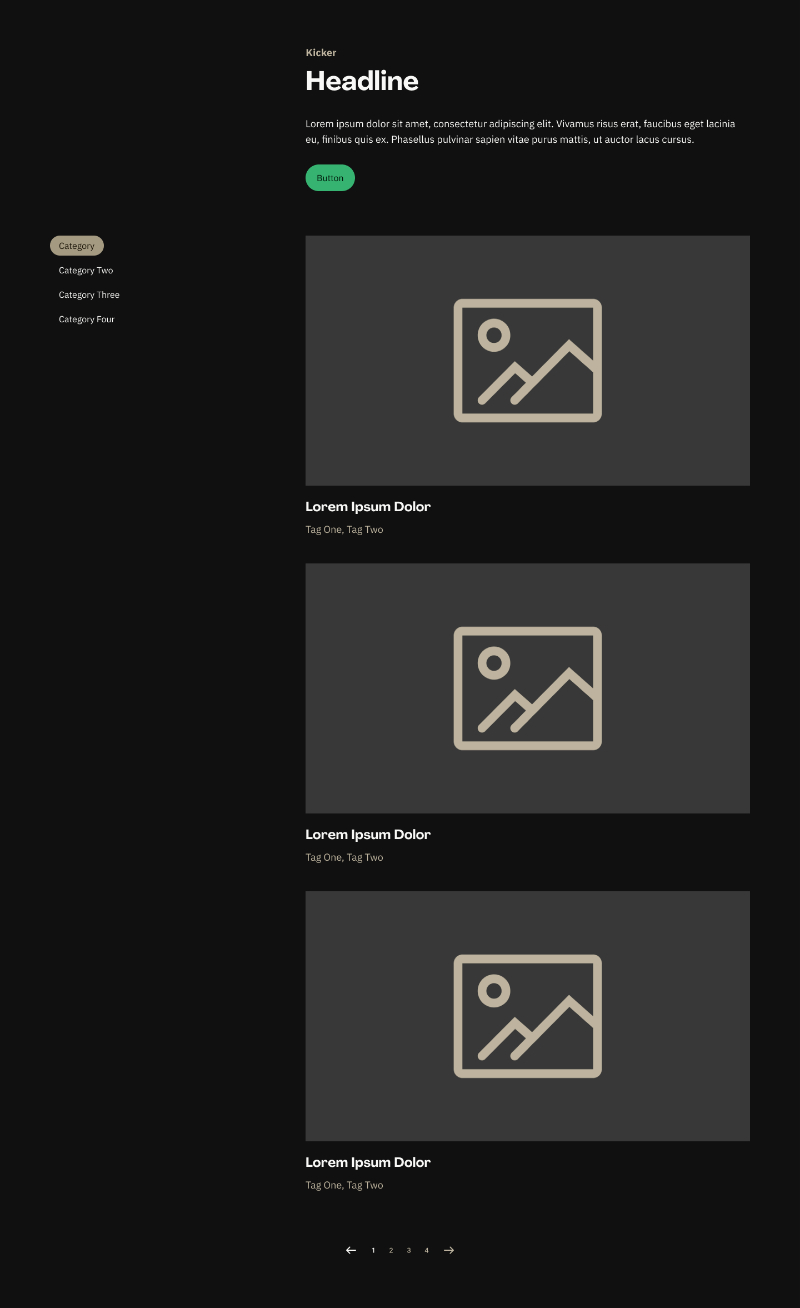 Kicker
Headline
Lorem ipsum dolor sit amet, consectetur adipiscing elit. Vivamus risus erat, faucibus eget lacinia
eu, finibus quis ex. Phasellus pulvinar sapien vitae purus mattis, ut auctor lacus cursus.
Button
Category
Category Two
Category Three
Category Four
Lorem Ipsum Dolor
Tag One, Tag Two
Lorem Ipsum Dolor
Tag One, Tag Two
Lorem Ipsum Dolor
Tag One, Tag Two
1 2 3 4